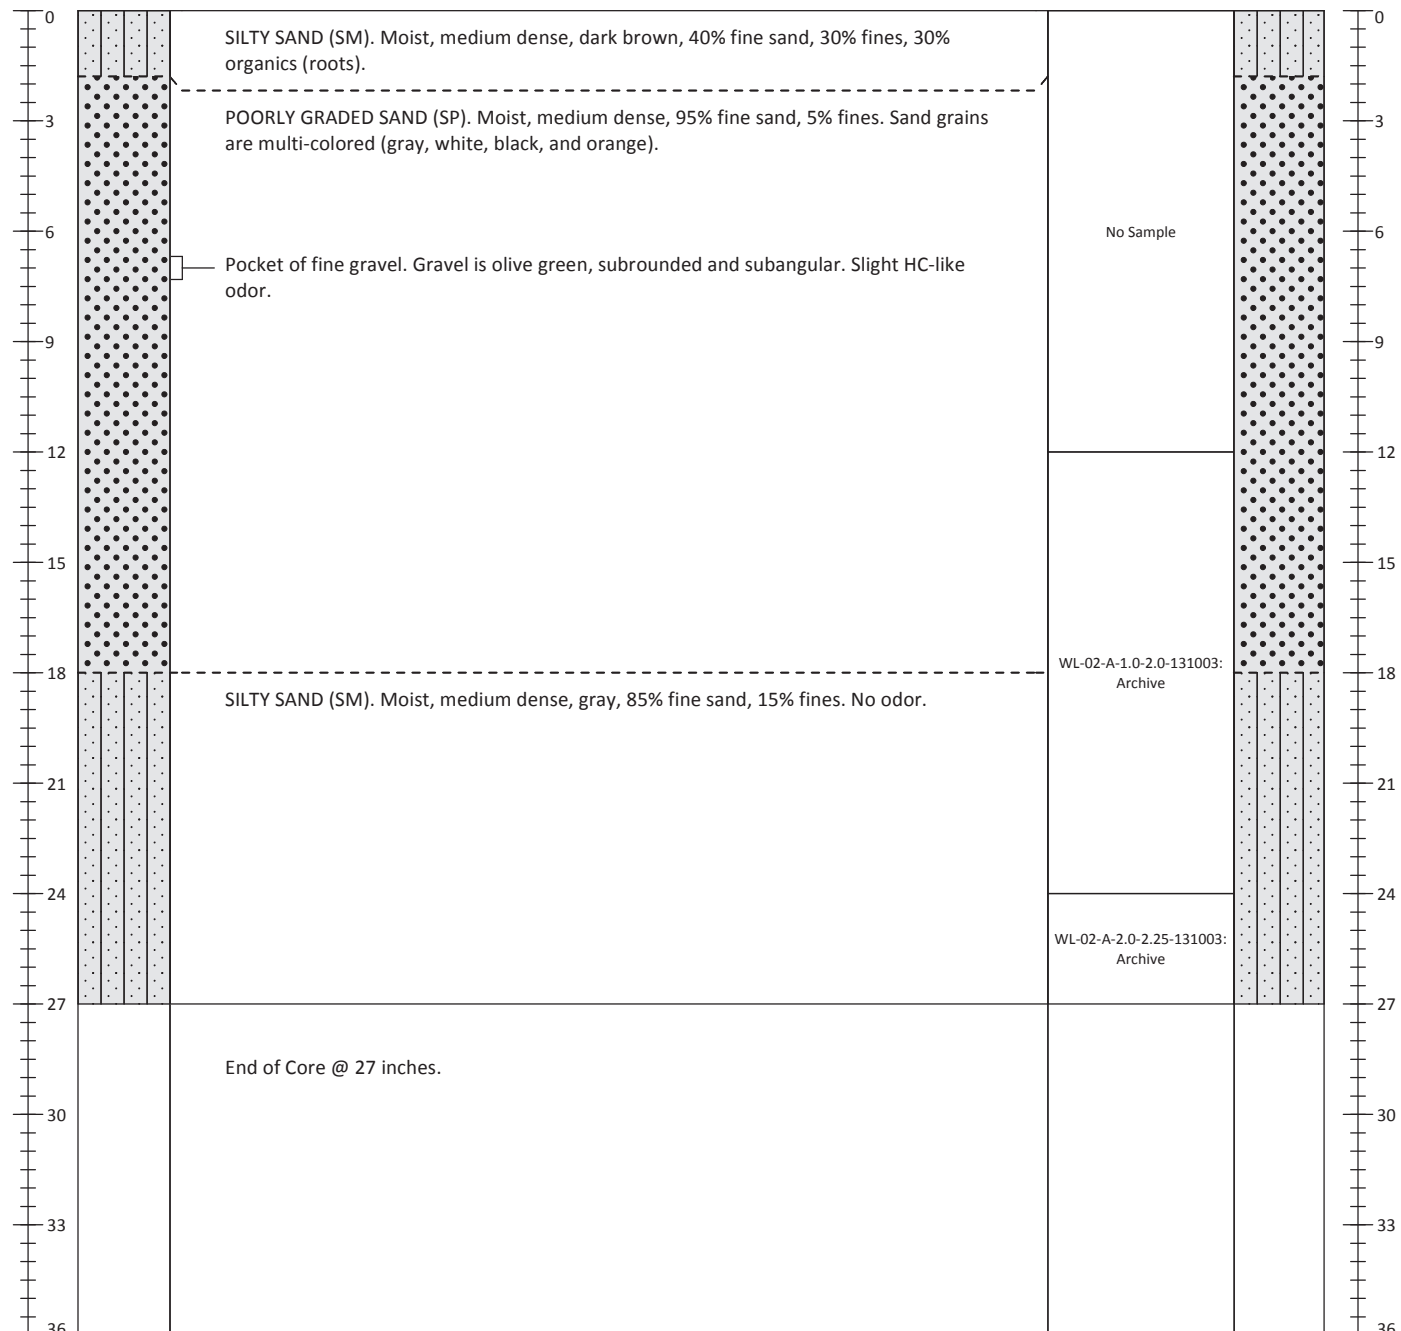 0
SILTY SAND (SM). Moist, medium dense, dark brown, 40% fine sand, 30% fines, 30%
organics (roots).
0
POORLY GRADED SAND (SP). Moist, medium dense, 95% fine sand, 5% fines. Sand grains
are multi-colored (gray, white, black, and orange).
3
3
6
No Sample
6
Pocket of fine gravel. Gravel is olive green, subrounded and subangular. Slight HC-like
odor.
9
9
12
12
15
15
18
WL-02-A-1.0-2.0-131003:
Archive
18
SILTY SAND (SM). Moist, medium dense, gray, 85% fine sand, 15% fines. No odor.
21
21
24
24
WL-02-A-2.0-2.25-131003:
Archive
27
27
End of Core @ 27 inches.
30
30
33
33
36
36